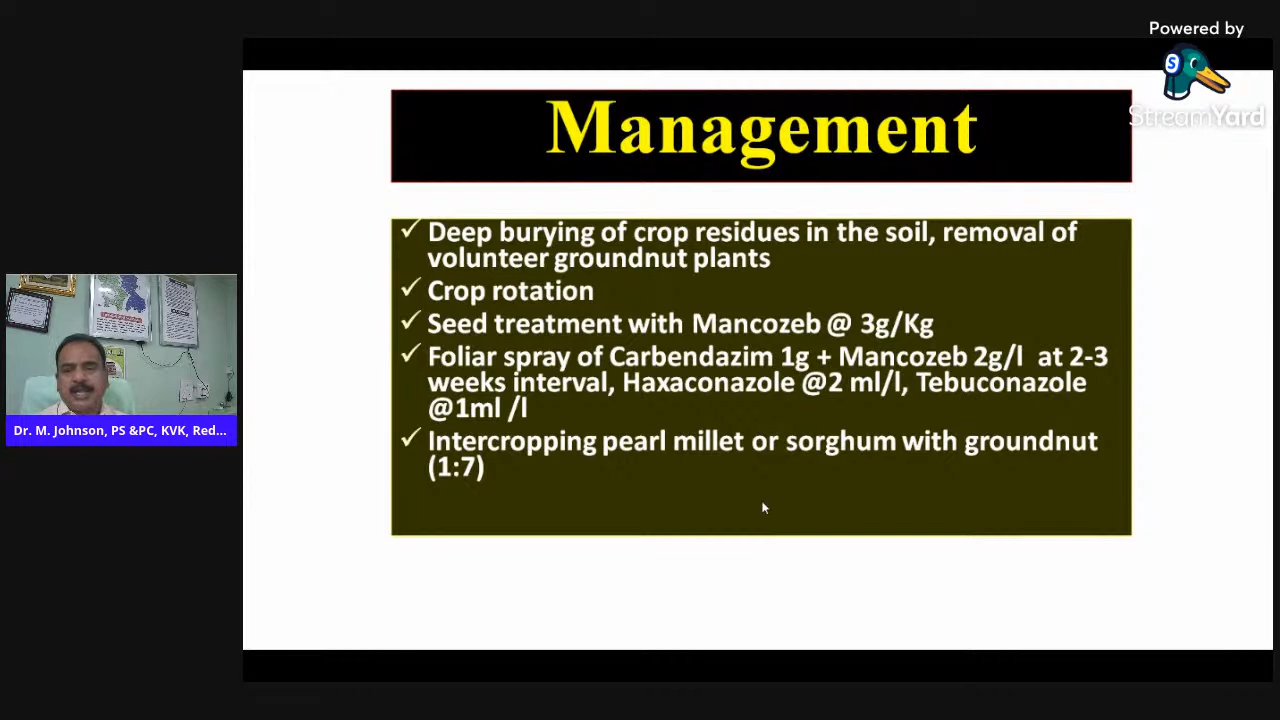 Powered by
StreamYard
Management
✓ Deep burying of crop residues in the soil, removal of
volunteer groundnut plants
✓ Crop rotation
✓ Seed treatment with Mancozeb @ 3g/Kg
✓ Foliar spray of Carbendazim 1g + Mancozeb 2g/l at 2-3
weeks interval, Haxaconazole @2 ml/l, Tebuconazole
@1ml /l
✓ Intercropping pearl millet or sorghum with groundnut
(1:7)
Dr. M. Johnson, PS &PC, KVK, Red...